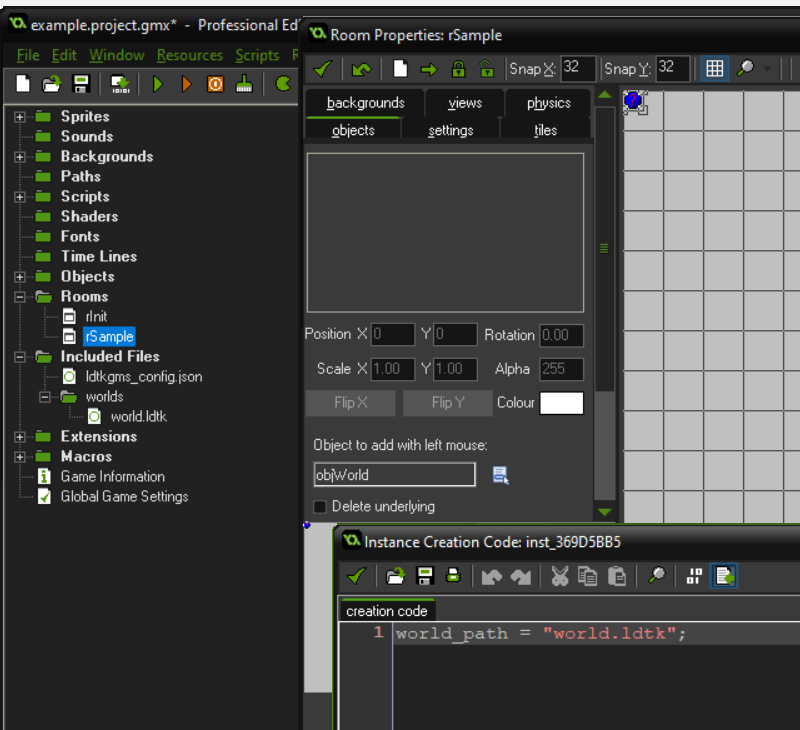 example.project.gmx* - Professional Edi
File Edit Window Resources Scripts R
Sprites
Sounds
Backgrounds
Paths
Scripts
Shaders
Fonts
Time Lines
Objects
Rooms
rInit
rSample
Included Files
ldtkgms_config.json
worlds
world.ldtk
Extensions
Macros
Game Information
Global Game Settings
Room Properties: rSample
Snap X: 32 Snap Y: 32
backgrounds views physics
objects settings tiles
Position X 0 Y 0 Rotation 0.00
Scale X 1.00 Y 1.00 Alpha 255
Flip X Flip Y Colour
Object to add with left mouse:
objWorld
Delete underlying
Instance Creation Code: inst_369D5BB5
creation code
1 world_path = "world.ldtk";